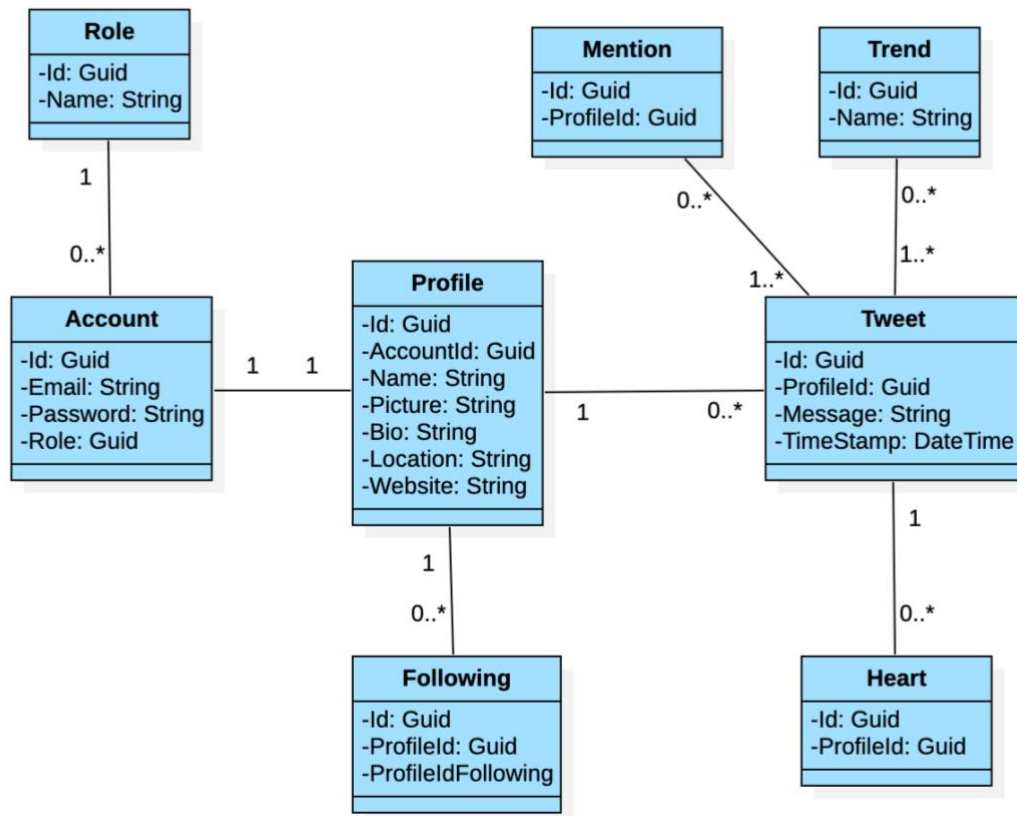 Role
-Id: Guid
-Name: String
Mention
-Id: Guid
-ProfileId: Guid
Trend
-Id: Guid
-Name: String
1
0..*
0..*
1..*
0..*
1..*
Account
-Id: Guid
-Email: String
-Password: String
-Role: Guid
1
1
Profile
-Id: Guid
-AccountId: Guid
-Name: String
-Picture: String
-Bio: String
-Location: String
-Website: String
1
0..*
Tweet
-Id: Guid
-ProfileId: Guid
-Message: String
-TimeStamp: DateTime
1
0..*
1
0..*
Following
-Id: Guid
-ProfileId: Guid
-ProfileIdFollowing
Heart
-Id: Guid
-ProfileId: Guid